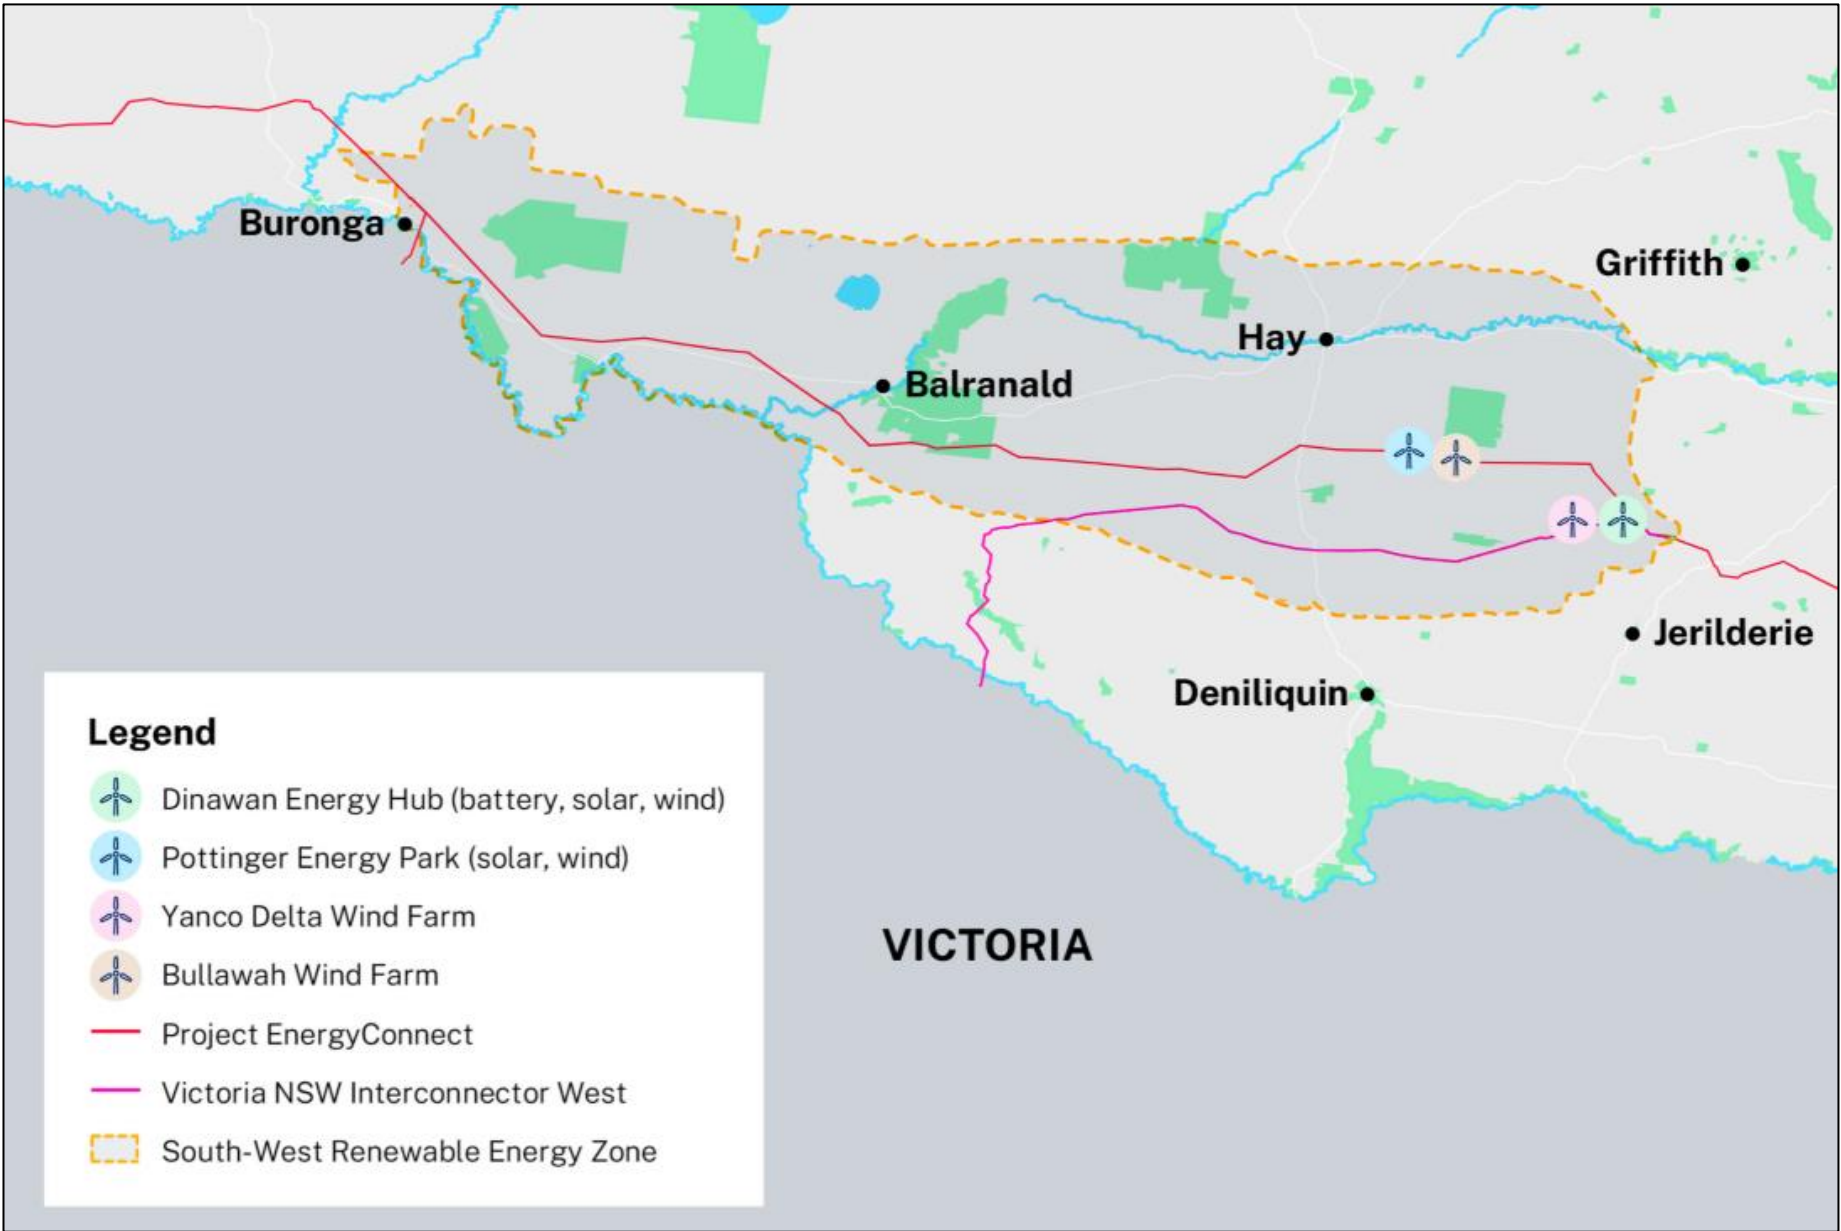 Buronga
Griffith
Hay
Balranald
Jerilderie
Deniliquin
VICTORIA
Legend
Dinawan Energy Hub (battery, solar, wind)
Pottinger Energy Park (solar, wind)
Yanco Delta Wind Farm
Bullawah Wind Farm
Project EnergyConnect
Victoria NSW Interconnector West
South-West Renewable Energy Zone